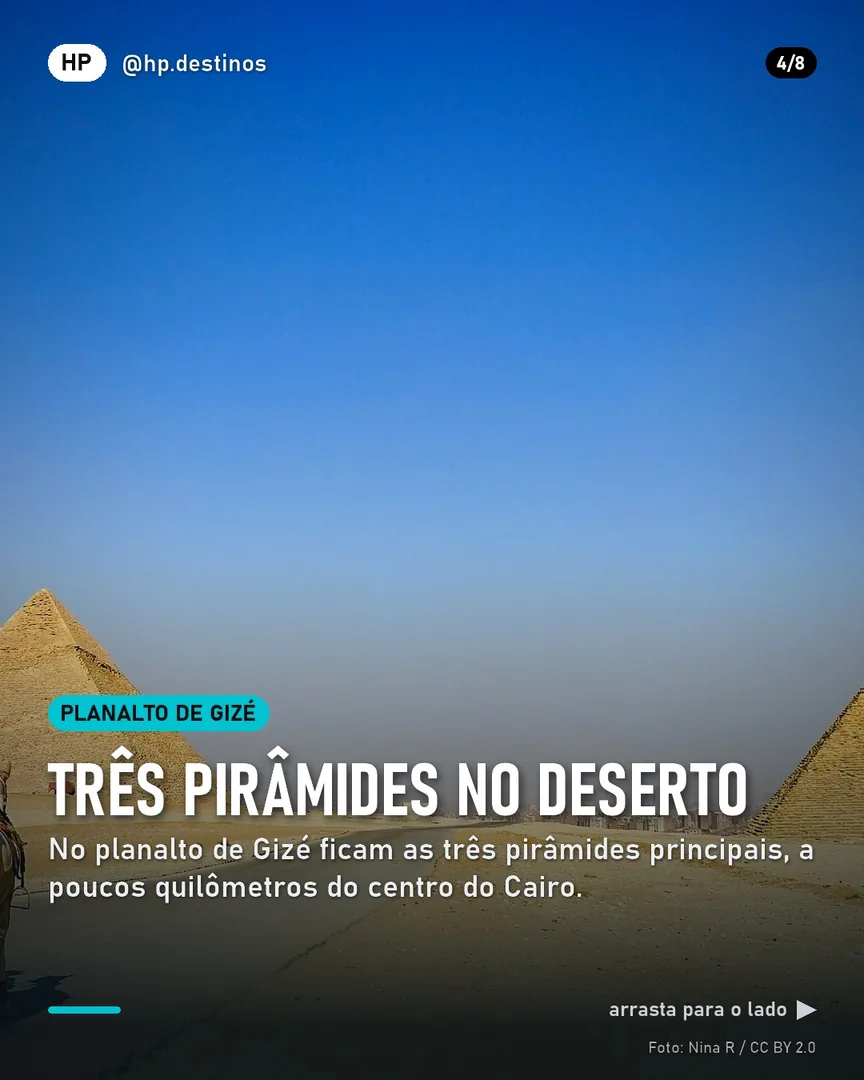 HP @hp.destinos
4/8
PLANALTO DE GIZÉ
TRÊS PIRÂMIDES NO DESERTO
No planalto de Gizé ficam as três pirâmides principais, a
poucos quilômetros do centro do Cairo.
arrasta para o lado ▶
Foto: Nina R / CC BY 2.0